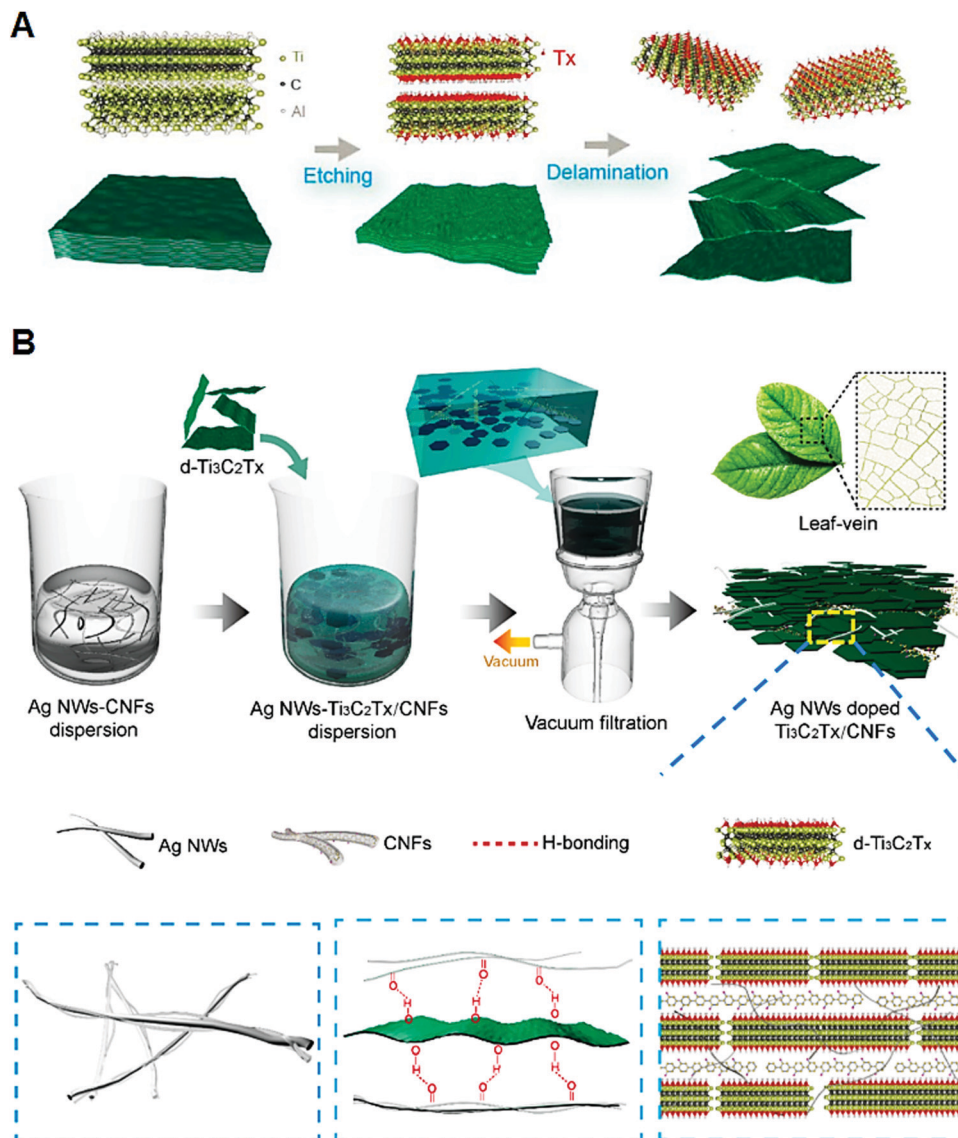 A
Ti
C
Al
Tx
Etching
Delamination
B
d-Ti3C2Tx
Leaf-vein
Vacuum
Ag NWs-CNFs
dispersion
Ag NWs-Ti3C2Tx/CNFs
dispersion
Vacuum filtration
Ag NWs doped
Ti3C2Tx/CNFs
Ag NWs
CNFs
H-bonding
d-Ti3C2Tx
O O O
H H H
O O O
O O O
H H H
O O O